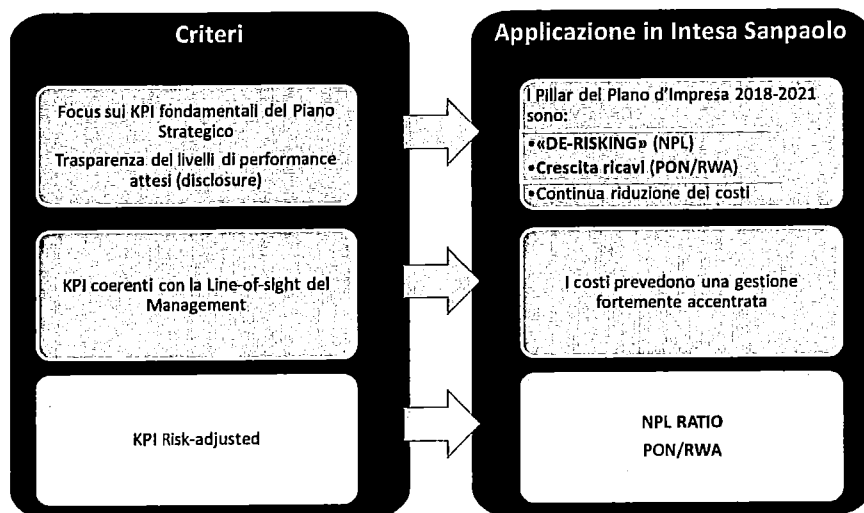 Criteri
Focus sui KPI fondamentali del Piano
Strategico
Trasparenza dei livelli di performance
attesi (disclosure)
KPI coerenti con la Line-of-sight del
Management
KPI Risk-adjusted
Applicazione in Intesa Sanpaolo
I Pillar del Piano d'Impresa 2018-2021
sono:
•«DE-RISKING» (NPL)
•Crescita ricavi (PON/RWA)
•Continua riduzione dei costi
I costi prevedono una gestione
fortemente accentrata
NPL RATIO
PON/RWA